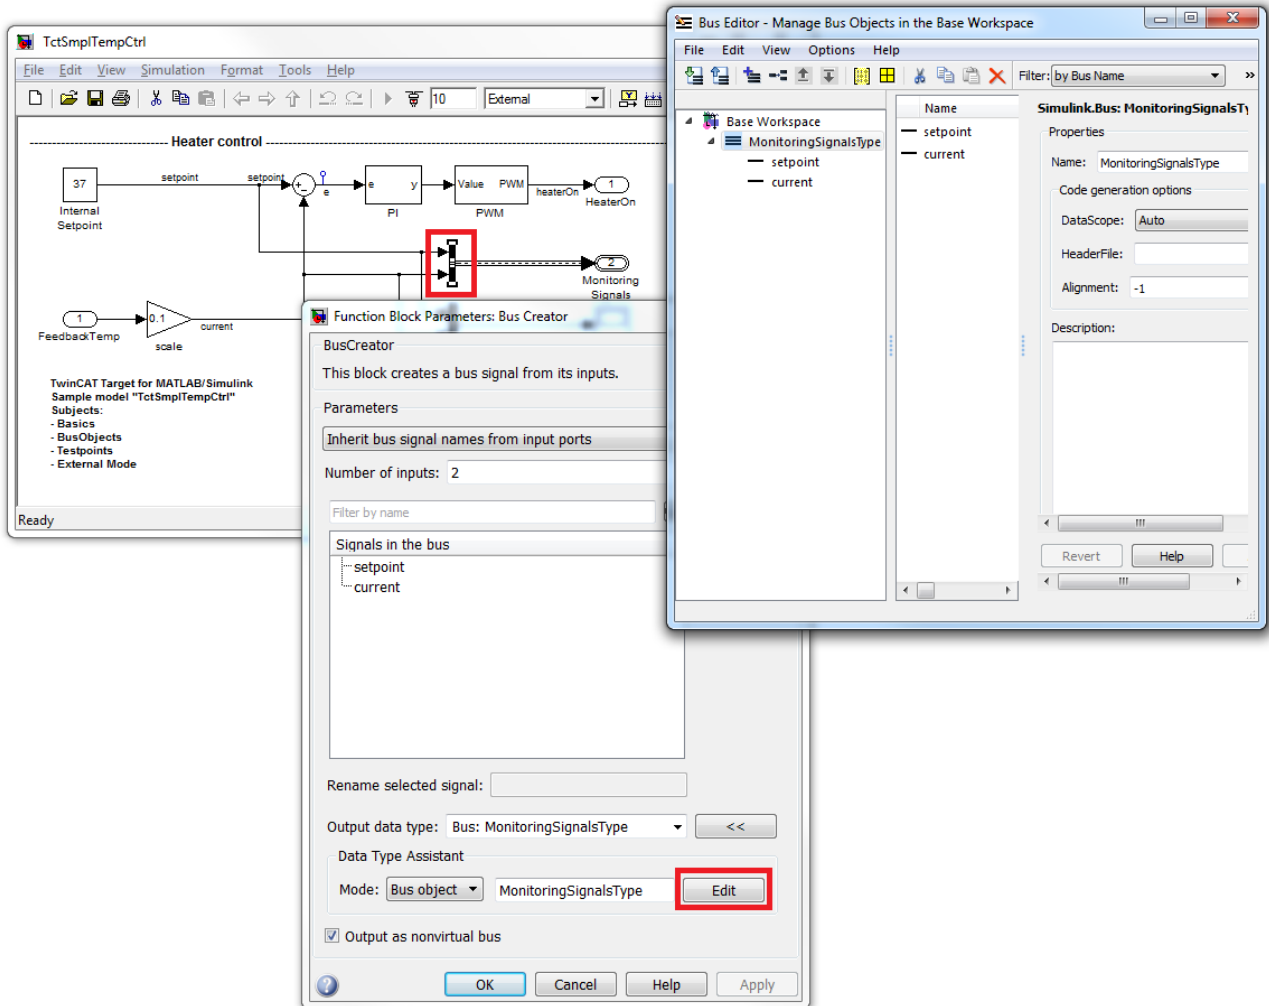 TctSmplTempCtrl
File Edit View Simulation Format Tools Help
10 External
Heater control
37
Internal
Setpoint
setpoint
setpoint
e
e y
PI
Value PWM
PWM
heaterOn
1
HeaterOn
2
Monitoring
Signals
1
FeedbackTemp
0.1
scale
current
TwinCAT Target for MATLAB/Simulink
Sample model "TctSmplTempCtrl"
Subjects:
- Basics
- BusObjects
- Testpoints
- External Mode
Ready
Function Block Parameters: Bus Creator
BusCreator
This block creates a bus signal from its inputs.
Parameters
Inherit bus signal names from input ports
Number of inputs: 2
Filter by name
Signals in the bus
setpoint
current
Rename selected signal:
Output data type: Bus: MonitoringSignalsType <<
Data Type Assistant
Mode: Bus object MonitoringSignalsType Edit
Output as nonvirtual bus
OK Cancel Help Apply
Bus Editor - Manage Bus Objects in the Base Workspace
File Edit View Options Help
Filter: by Bus Name »
Base Workspace
MonitoringSignalsType
setpoint
current
Name
setpoint
current
Simulink.Bus: MonitoringSignalsTy
Properties
Name: MonitoringSignalsType
Code generation options
DataScope: Auto
HeaderFile:
Alignment: -1
Description:
Revert Help